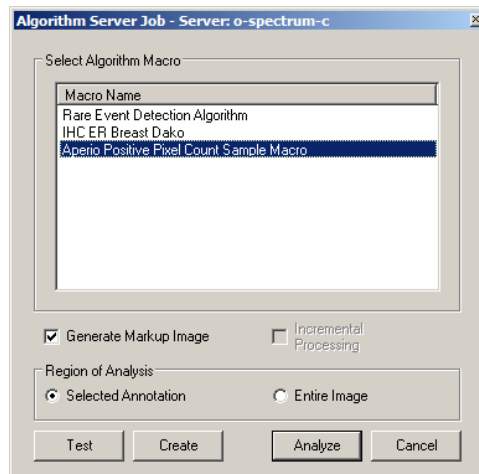 Algorithm Server Job - Server: o-spectrum-c
Select Algorithm Macro
Macro Name
Rare Event Detection Algorithm
IHC ER Breast Dako
Aperio Positive Pixel Count Sample Macro
Generate Markup Image
Incremental
Processing
Region of Analysis
Selected Annotation
Entire Image
Test
Create
Analyze
Cancel